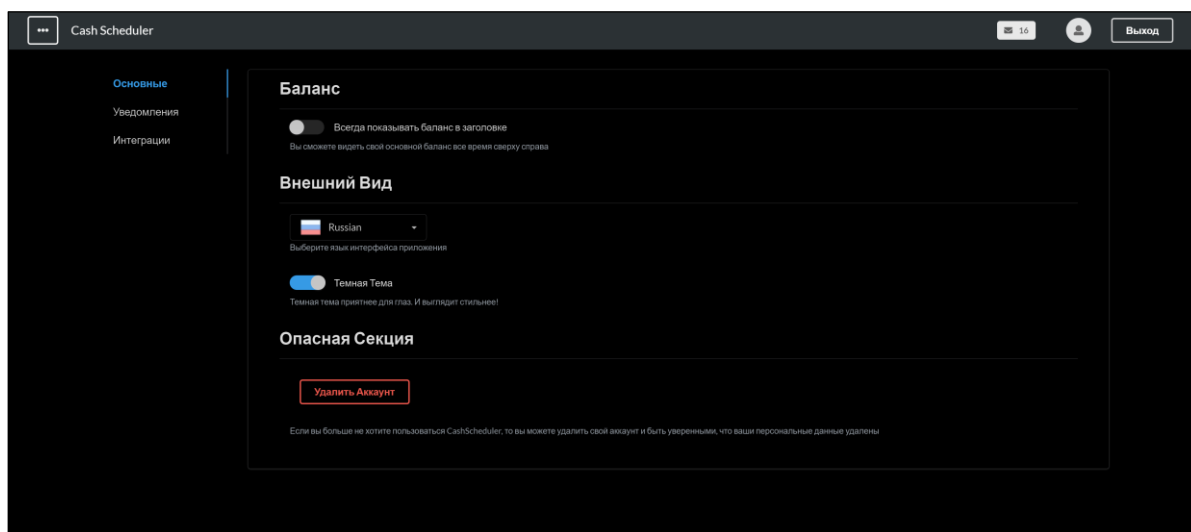 Cash Scheduler
16
Выход
Основные
Уведомления
Интеграции
Баланс
Всегда показывать баланс в заголовке
Вы сможете видеть свой основной баланс все время сверху справа
Внешний Вид
Russian
Выберите язык интерфейса приложения
Темная Тема
Темная тема приятнее для глаз. И выглядит стильнее!
Опасная Секция
Удалить Аккаунт
Если вы больше не хотите пользоваться CashScheduler, то вы можете удалить свой аккаунт и быть уверенными, что ваши персональные данные удалены